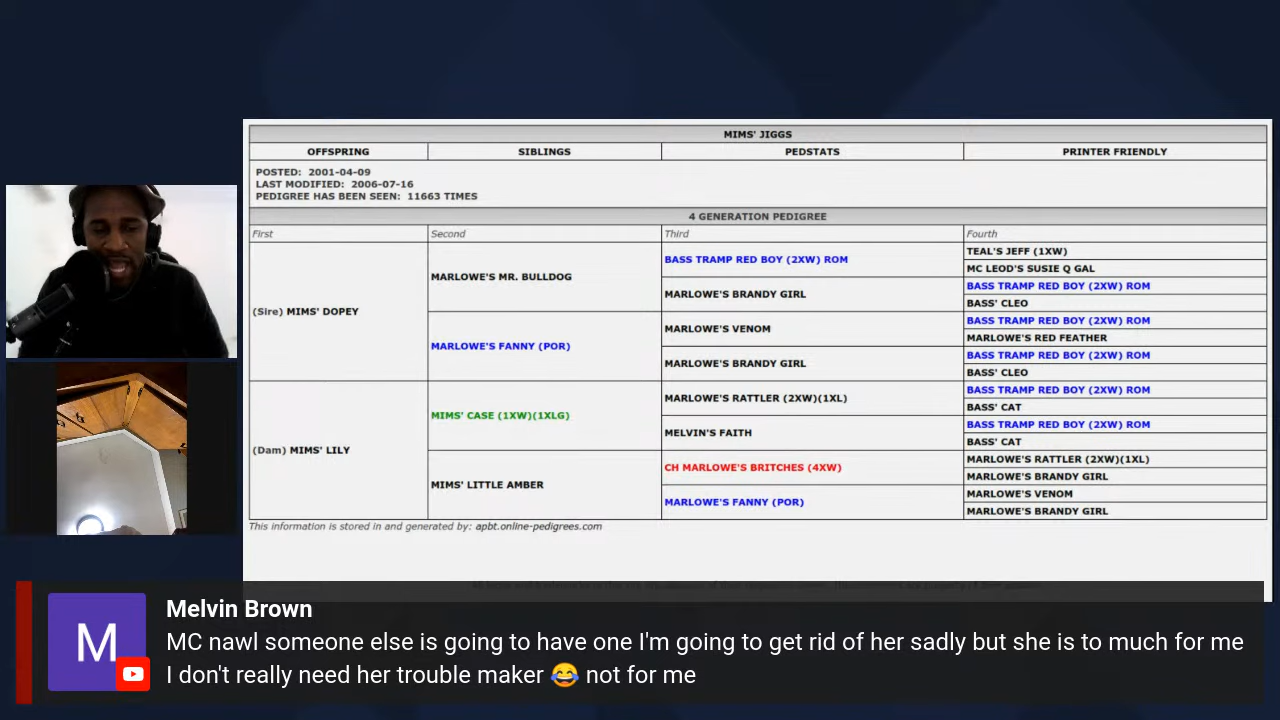 MIMS' JIGGS
OFFSPRING SIBLINGS PEDSTATS PRINTER FRIENDLY
POSTED: 2001-04-09
LAST MODIFIED: 2006-07-16
PEDIGREE HAS BEEN SEEN: 11663 TIMES
4 GENERATION PEDIGREE
First Second Third Fourth
(Sire) MIMS' DOPEY
MARLOWE'S MR. BULLDOG
BASS TRAMP RED BOY (2XW) ROM
TEAL'S JEFF (1XW)
MC LEOD'S SUSIE Q GAL
MARLOWE'S BRANDY GIRL
BASS TRAMP RED BOY (2XW) ROM
BASS' CLEO
MARLOWE'S FANNY (POR)
MARLOWE'S VENOM
BASS TRAMP RED BOY (2XW) ROM
MARLOWE'S RED FEATHER
MARLOWE'S BRANDY GIRL
BASS TRAMP RED BOY (2XW) ROM
BASS' CLEO
(Dam) MIMS' LILY
MIMS' CASE (1XW)(1XLG)
MARLOWE'S RATTLER (2XW)(1XL)
BASS TRAMP RED BOY (2XW) ROM
BASS' CAT
MELVIN'S FAITH
BASS TRAMP RED BOY (2XW) ROM
BASS' CAT
MIMS' LITTLE AMBER
CH MARLOWE'S BRITCHES (4XW)
MARLOWE'S RATTLER (2XW)(1XL)
MARLOWE'S BRANDY GIRL
MARLOWE'S FANNY (POR)
MARLOWE'S VENOM
MARLOWE'S BRANDY GIRL
This information is stored in and generated by: apbt.online-pedigrees.com
M
Melvin Brown
MC nawl someone else is going to have one I'm going to get rid of her sadly but she is to much for me
I don't really need her trouble maker 😂 not for me